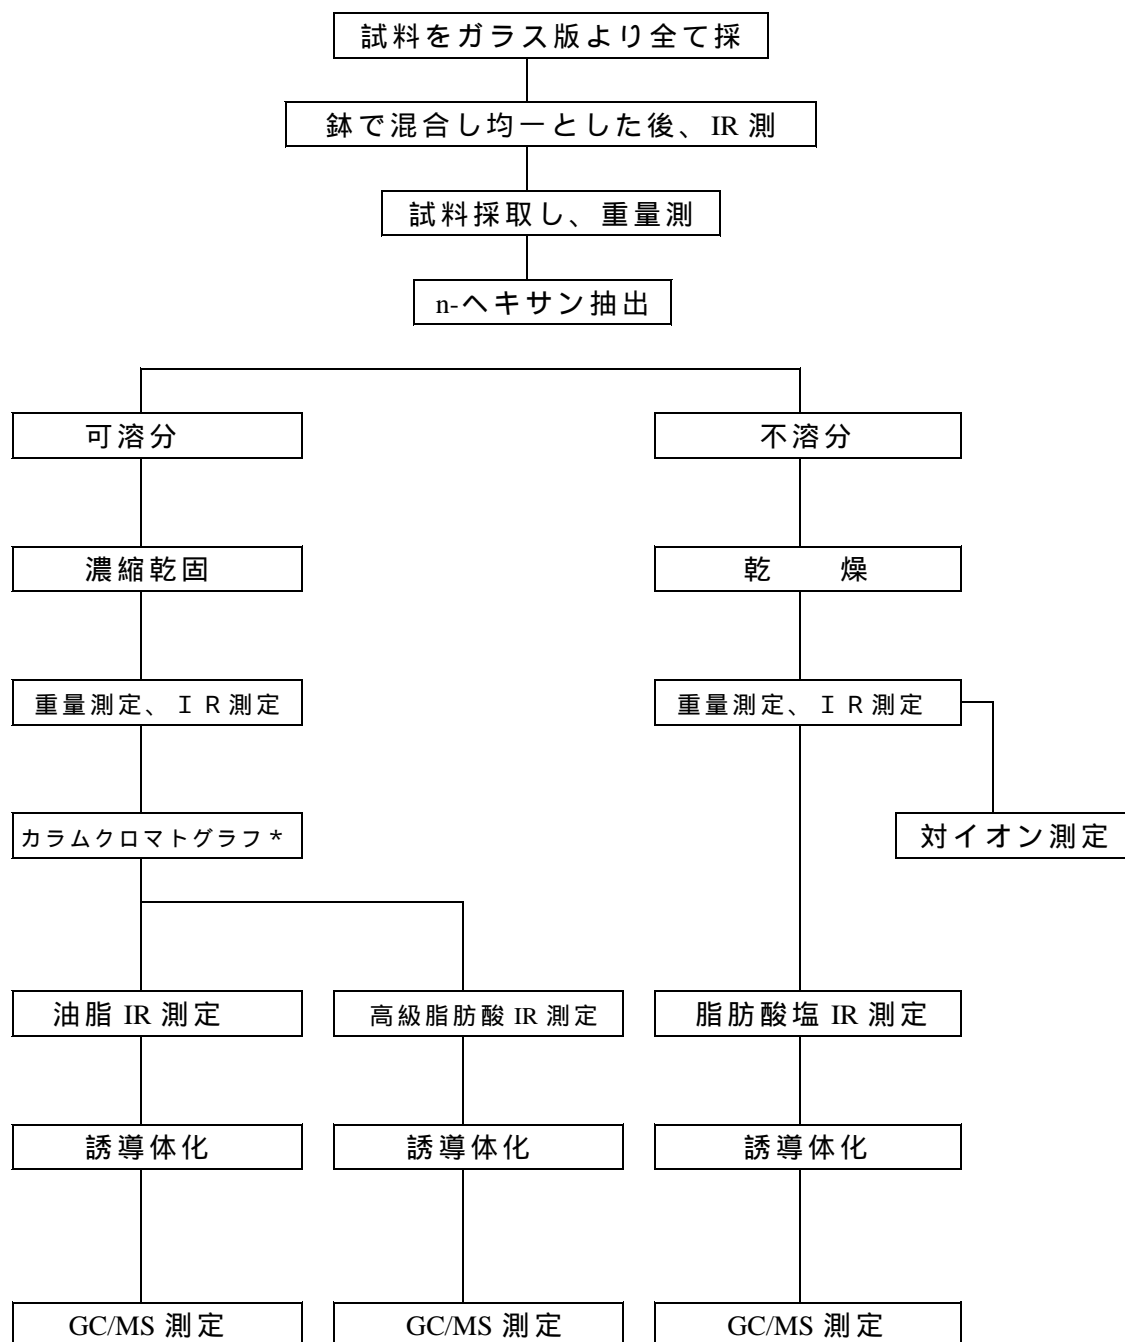 試料をガラス版より全て採
鉢で混合し均一とした後、IR 測
試料採取し、重量測
n-ヘキサン抽出
可溶分
不溶分
濃縮乾固
乾　　燥
重量測定、ＩＲ測定
重量測定、ＩＲ測定
カラムクロマトグラフ＊
対イオン測定
油脂 IR 測定
高級脂肪酸 IR 測定
脂肪酸塩 IR 測定
誘導体化
誘導体化
誘導体化
GC/MS 測定
GC/MS 測定
GC/MS 測定